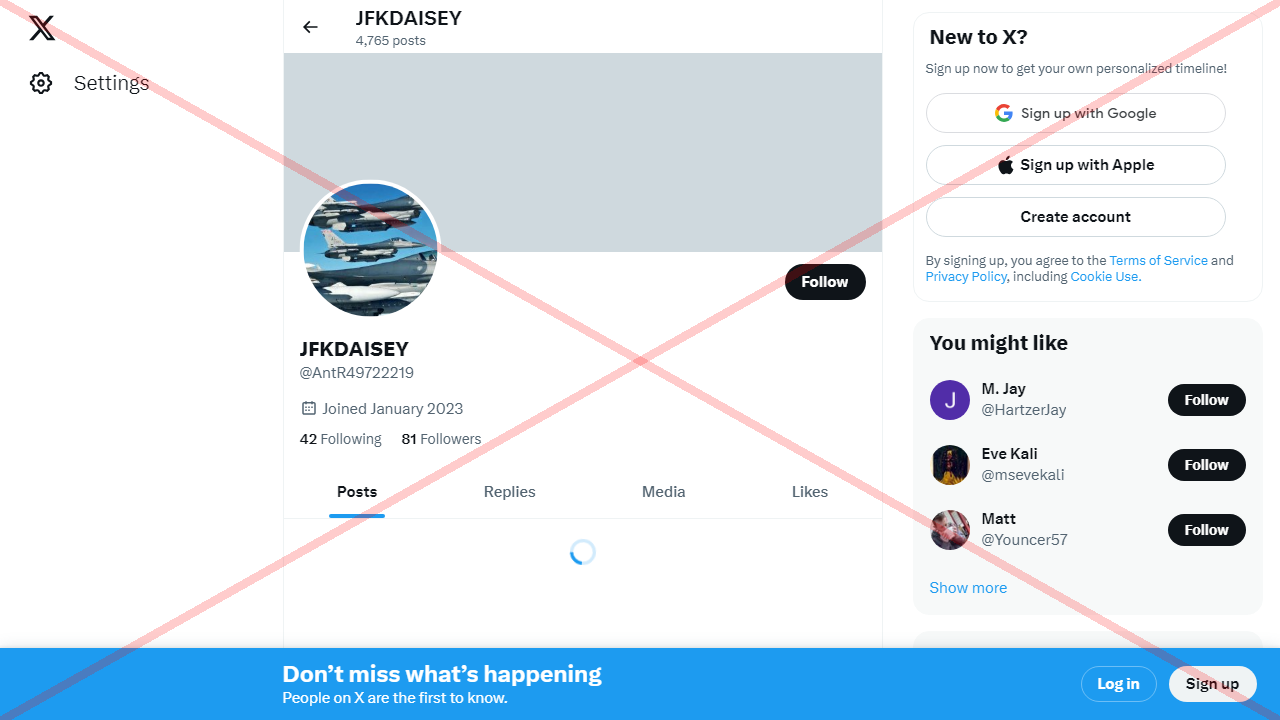 Settings
JFKDAISEY
4,765 posts
Follow
JFKDAISEY
@AntR49722219
Joined January 2023
42 Following 81 Followers
Posts Replies Media Likes
New to X?
Sign up now to get your own personalized timeline!
Sign up with Google
Sign up with Apple
Create account
By signing up, you agree to the Terms of Service and
Privacy Policy, including Cookie Use.
You might like
J
M. Jay
@HartzerJay
Follow
Eve Kali
@msevekali
Follow
Matt
@Youncer57
Follow
Show more
Don’t miss what’s happening
People on X are the first to know.
Log in
Sign up